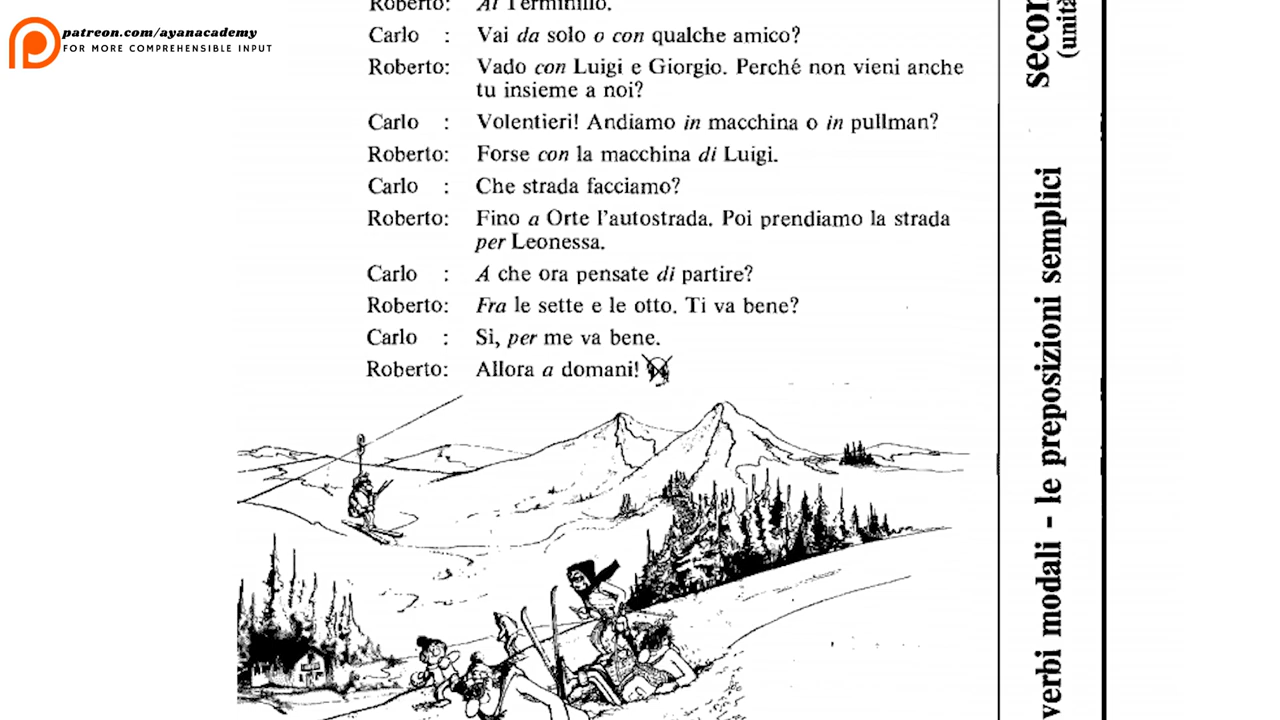 patreon.com/ayanacademy
FOR MORE COMPREHENSIBLE INPUT
Roberto: Al Terminillo.
Carlo : Vai da solo o con qualche amico?
Roberto: Vado con Luigi e Giorgio. Perché non vieni anche
tu insieme a noi?
Carlo : Volentieri! Andiamo in macchina o in pullman?
Roberto: Forse con la macchina di Luigi.
Carlo : Che strada facciamo?
Roberto: Fino a Orte l'autostrada. Poi prendiamo la strada
per Leonessa.
Carlo : A che ora pensate di partire?
Roberto: Fra le sette e le otto. Ti va bene?
Carlo : Sì, per me va bene.
Roberto: Allora a domani!
verbi modali - le preposizioni semplici